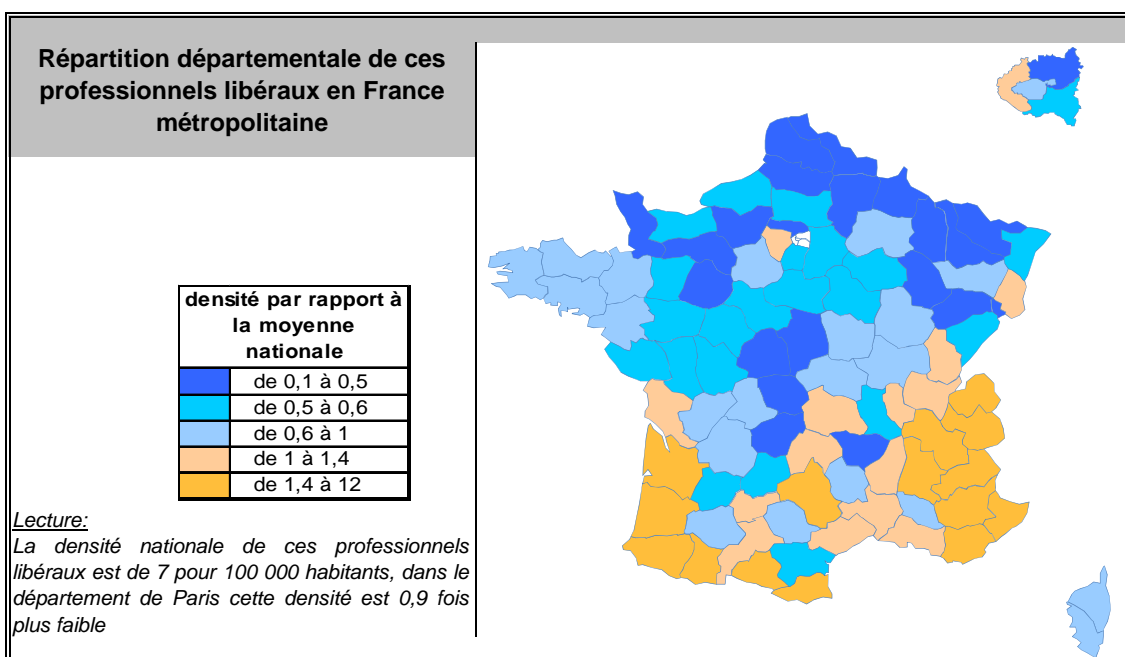 Répartition départementale de ces
professionnels libéraux en France
métropolitaine
densité par rapport à
la moyenne
nationale
de 0,1 à 0,5
de 0,5 à 0,6
de 0,6 à 1
de 1 à 1,4
de 1,4 à 12
Lecture:
La densité nationale de ces professionnels
libéraux est de 7 pour 100 000 habitants, dans le
département de Paris cette densité est 0,9 fois
plus faible